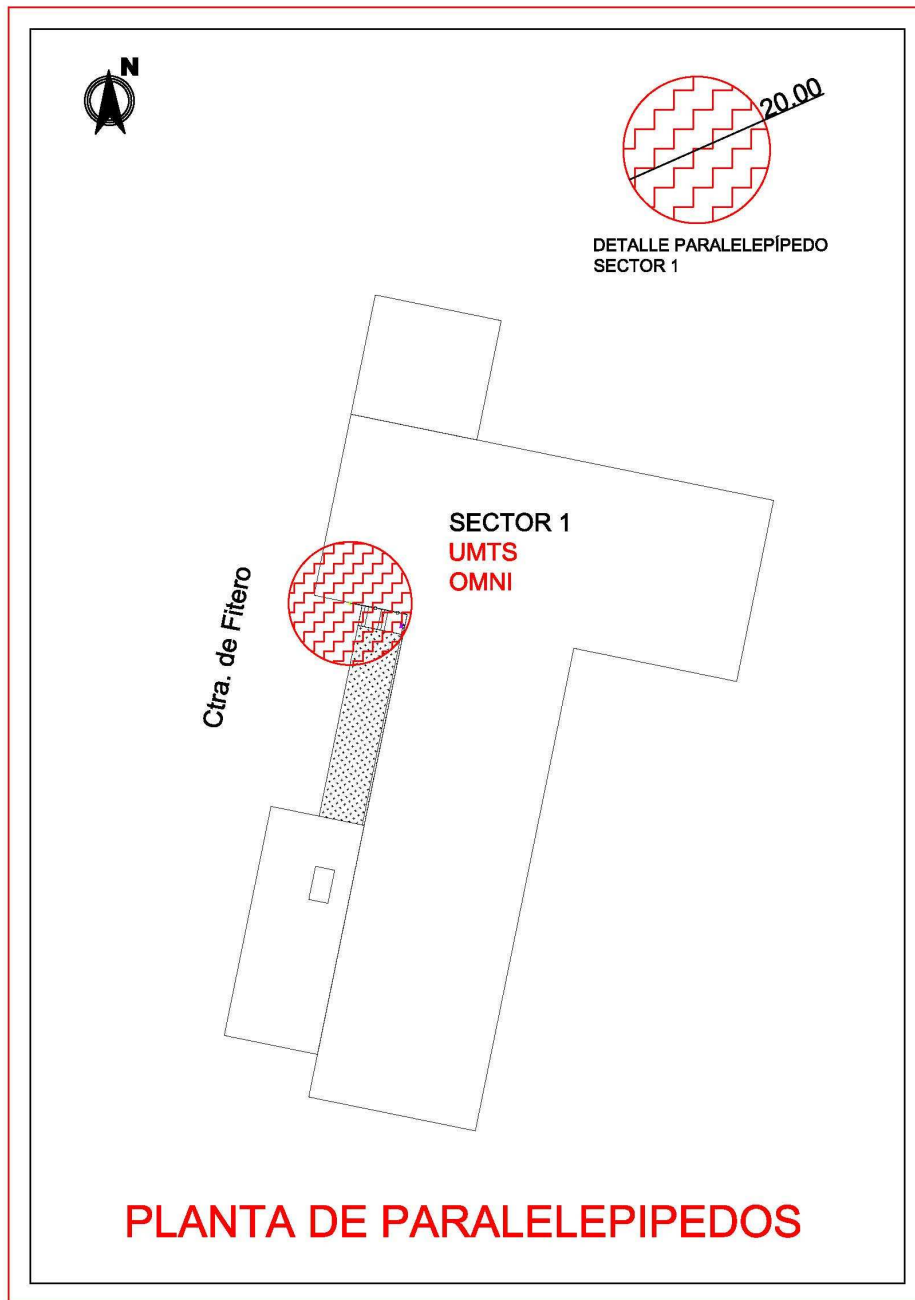 N
20.00
DETALLE PARALELEPÍPEDO
SECTOR 1
SECTOR 1
UMTS
OMNI
Ctra. de Fitero
PLANTA DE PARALELEPIPEDOS